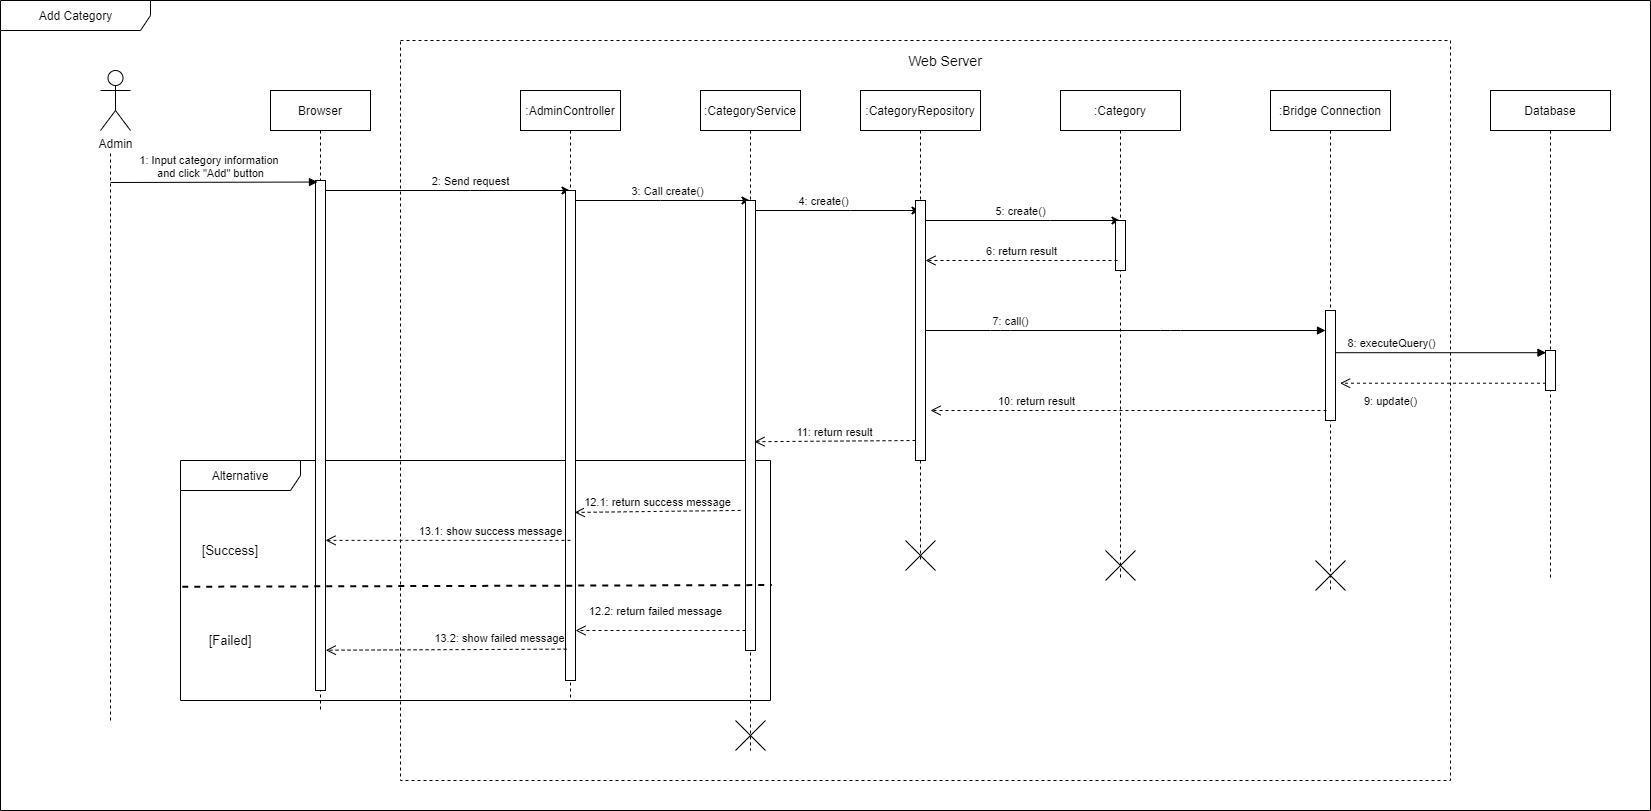 Add Category
Web Server
Browser
:AdminController
:CategoryService
:CategoryRepository
:Category
:Bridge Connection
Database
Admin
1: Input category information
and click "Add" button
2: Send request
3: Call create()
4: create()
5: create()
6: return result
7: call()
8: executeQuery()
9: update()
10: return result
11: return result
Alternative
12.1: return success message
13.1: show success message
[Success]
12.2: return failed message
13.2: show failed message
[Failed]